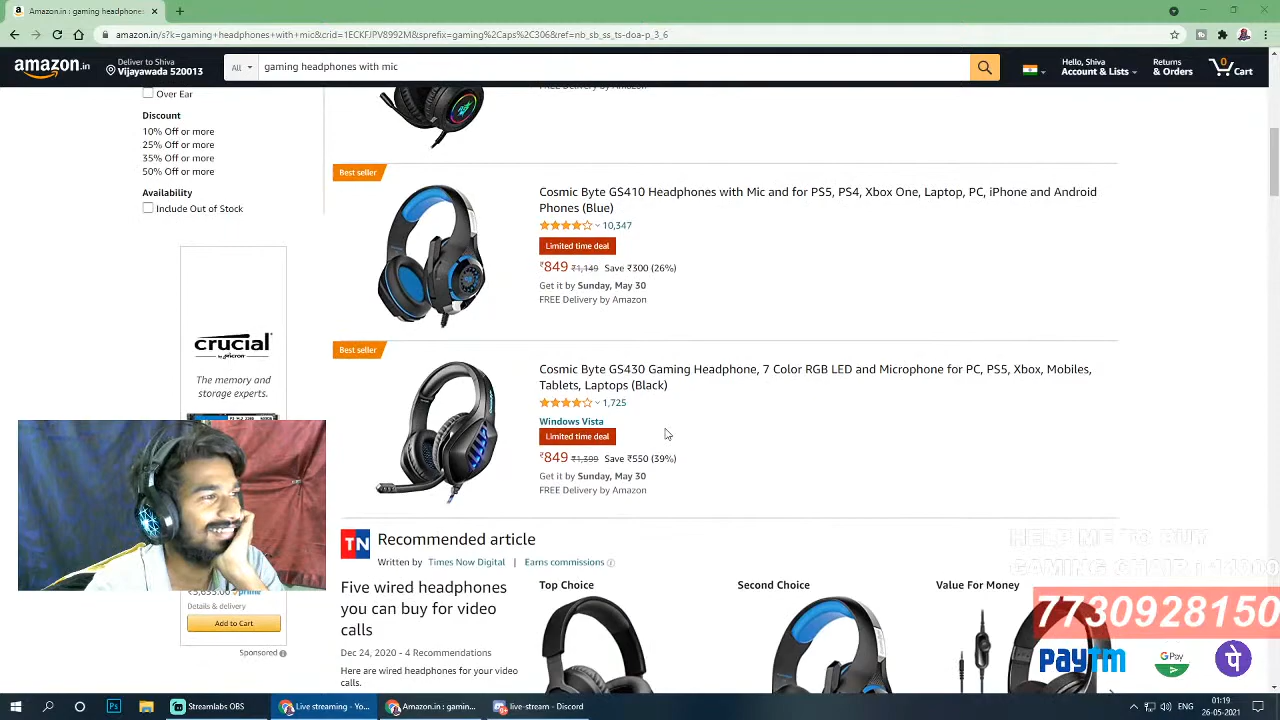 Amazon.in : gaming headphones
amazon.in/s?k=gaming+headphones+with+mic&crid=1ECKFJPV8992M&sprefix=gaming%2Caps%2C306&ref=nb_sb_ss_ts-doa-p_3_6
amazon.in
Deliver to Shiva
Vijayawada 520013
All
gaming headphones with mic
Hello, Shiva
Account & Lists
Returns
& Orders
0
Cart
Over Ear
FREE Delivery by Amazon
Discount
10% Off or more
25% Off or more
35% Off or more
50% Off or more
Availability
Include Out of Stock
Best seller
Cosmic Byte GS410 Headphones with Mic and for PS5, PS4, Xbox One, Laptop, PC, iPhone and Android
Phones (Blue)
10,347
Limited time deal
₹849 ₹1,149 Save ₹300 (26%)
Get it by Sunday, May 30
FREE Delivery by Amazon
crucial
by Micron
The memory and
storage experts.
Best seller
Cosmic Byte GS430 Gaming Headphone, 7 Color RGB LED and Microphone for PC, PS5, Xbox, Mobiles,
Tablets, Laptops (Black)
1,725
Windows Vista
Limited time deal
₹849 ₹1,399 Save ₹550 (39%)
Get it by Sunday, May 30
FREE Delivery by Amazon
prime
Details & delivery
Add to Cart
Sponsored
TN
Recommended article
Written by Times Now Digital | Earns commissions
Five wired headphones
you can buy for video
calls
Dec 24, 2020 - 4 Recommendations
Here are wired headphones for your video
calls.
Top Choice
Second Choice
Value For Money
HELP ME TO BUY
7730928150
Paytm
G Pay
Ps
Streamlabs OBS
Live streaming - Yo...
Amazon.in : gaming...
live-stream - Discord
01:19
26-05-2021